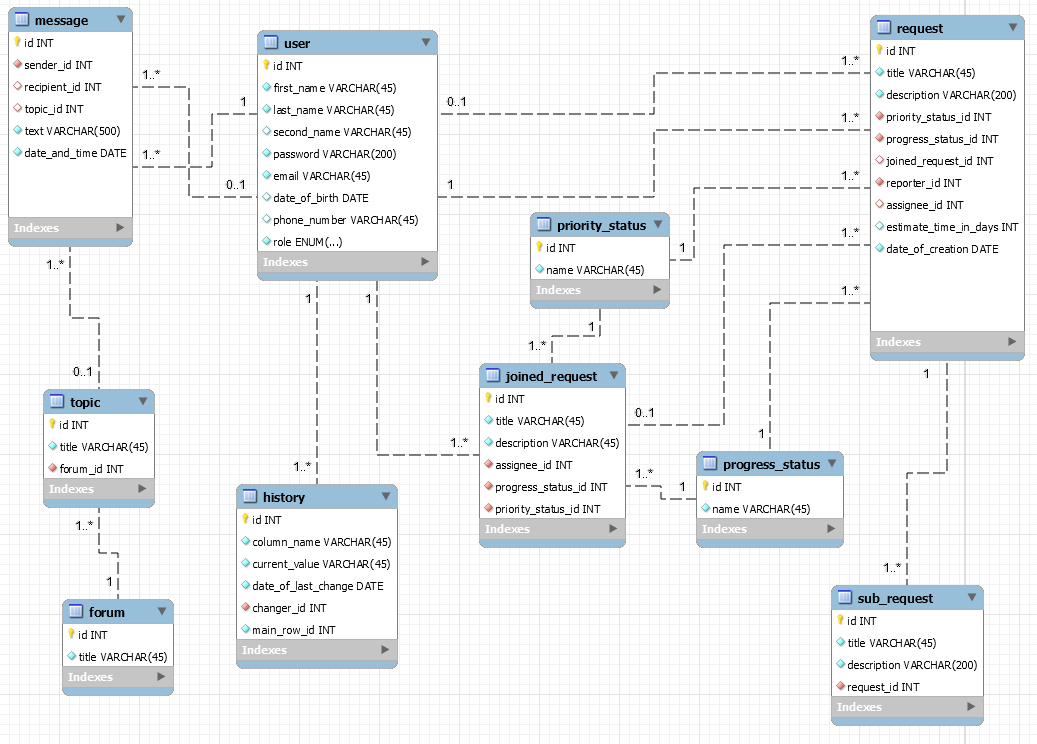 message
id INT
sender_id INT
recipient_id INT
topic_id INT
text VARCHAR(500)
date_and_time DATE
Indexes
1..*
1..*
1..*
0..1
topic
id INT
title VARCHAR(45)
forum_id INT
Indexes
1..*
1
forum
id INT
title VARCHAR(45)
Indexes
user
id INT
first_name VARCHAR(45)
last_name VARCHAR(45)
second_name VARCHAR(45)
password VARCHAR(200)
email VARCHAR(45)
date_of_birth DATE
phone_number VARCHAR(45)
role ENUM(...)
Indexes
1
0..1
0..1
1
1
1
1..*
1..*
history
id INT
column_name VARCHAR(45)
current_value VARCHAR(45)
date_of_last_change DATE
changer_id INT
main_row_id INT
Indexes
priority_status
id INT
name VARCHAR(45)
Indexes
1
1
1..*
joined_request
id INT
title VARCHAR(45)
description VARCHAR(45)
assignee_id INT
progress_status_id INT
priority_status_id INT
Indexes
0..1
1..*
1
1
progress_status
id INT
name VARCHAR(45)
Indexes
request
id INT
title VARCHAR(45)
description VARCHAR(200)
priority_status_id INT
progress_status_id INT
joined_request_id INT
reporter_id INT
assignee_id INT
estimate_time_in_days INT
date_of_creation DATE
Indexes
1..*
1..*
1..*
1..*
1..*
1
1..*
sub_request
id INT
title VARCHAR(45)
description VARCHAR(200)
request_id INT
Indexes